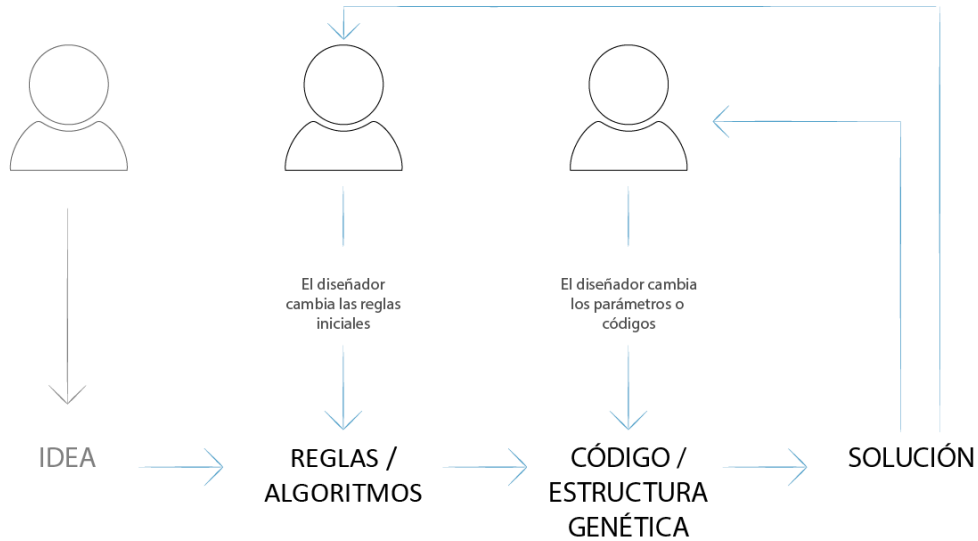 El diseñador
cambia las reglas
iniciales
El diseñador cambia
los parámetros o
códigos
IDEA
REGLAS /
ALGORITMOS
CÓDIGO /
ESTRUCTURA
GENÉTICA
SOLUCIÓN